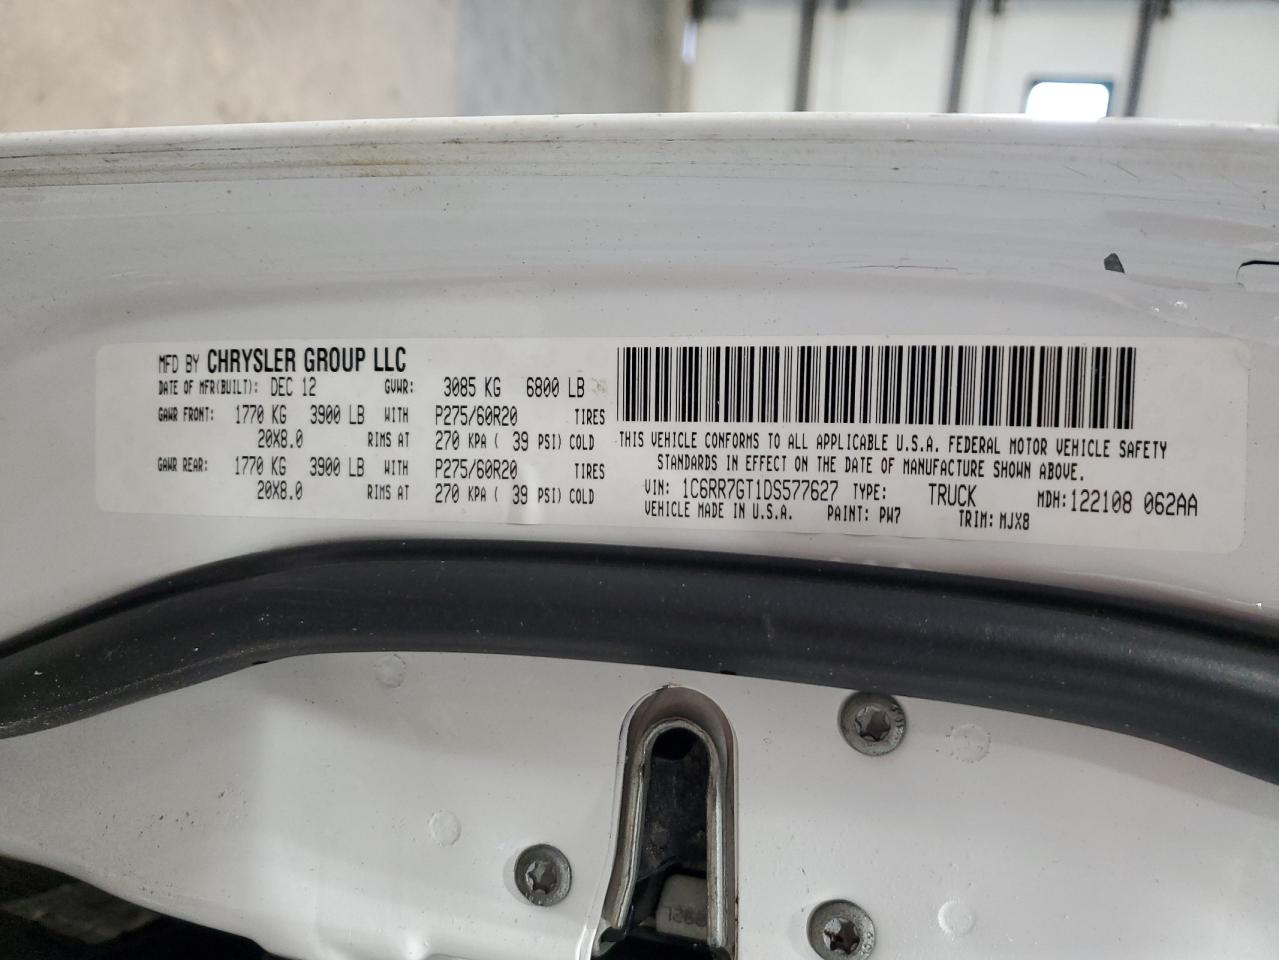 MFD BY CHRYSLER GROUP LLC
DATE OF MFR(BUILT): DEC 12 GVWR: 3085 KG 6800 LB
GAWR FRONT: 1770 KG 3900 LB WITH P275/60R20 TIRES
20X8.0 RIMS AT 270 KPA ( 39 PSI) COLD
GAWR REAR: 1770 KG 3900 LB WITH P275/60R20 TIRES
20X8.0 RIMS AT 270 KPA ( 39 PSI) COLD
THIS VEHICLE CONFORMS TO ALL APPLICABLE U.S.A. FEDERAL MOTOR VEHICLE SAFETY
STANDARDS IN EFFECT ON THE DATE OF MANUFACTURE SHOWN ABOVE.
VIN: 1C6RR7GT1DS577627 TYPE: TRUCK MDH:122108 062AA
VEHICLE MADE IN U.S.A. PAINT: PW7 TRIM: MJX8